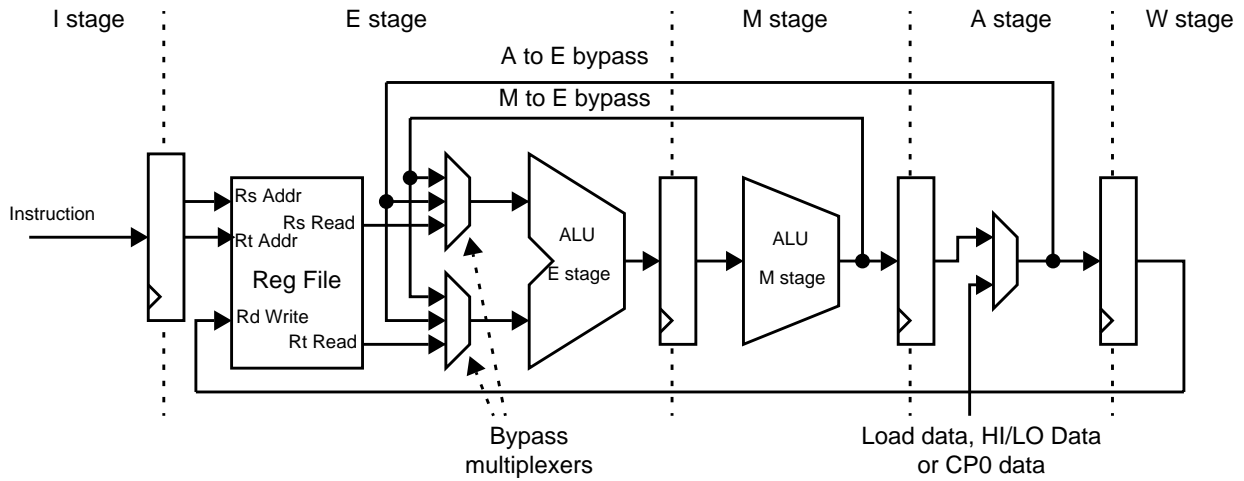 I stage
E stage
M stage
A stage
W stage
A to E bypass
M to E bypass
Instruction
Rs Addr
Rs Read
Rt Addr
Reg File
Rd Write
Rt Read
ALU
E stage
ALU
M stage
Bypass
multiplexers
Load data, HI/LO Data
or CP0 data